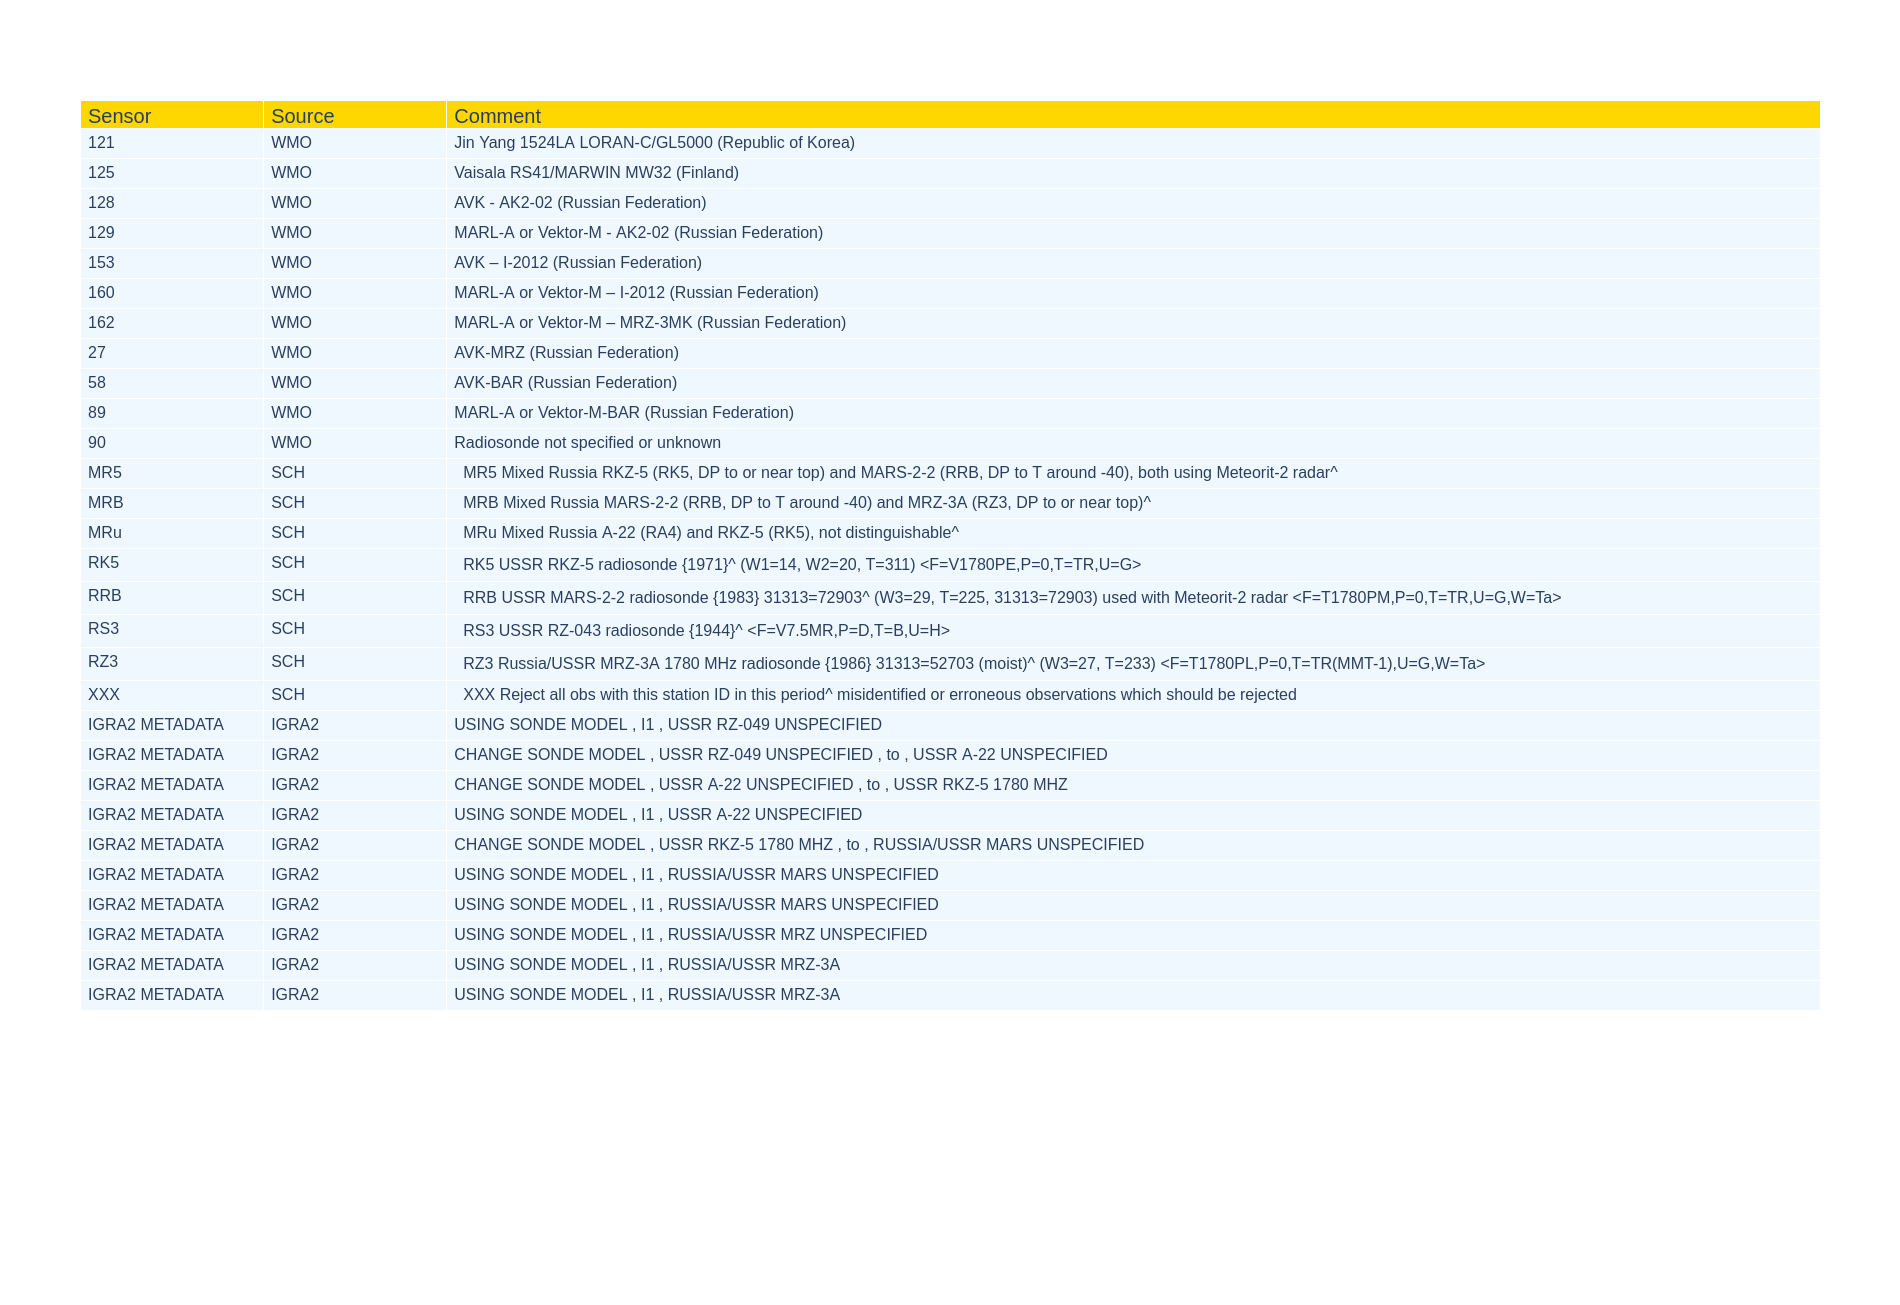 Sensor Source Comment
121 WMO Jin Yang 1524LA LORAN-C/GL5000 (Republic of Korea)
125 WMO Vaisala RS41/MARWIN MW32 (Finland)
128 WMO AVK - AK2-02 (Russian Federation)
129 WMO MARL-A or Vektor-M - AK2-02 (Russian Federation)
153 WMO AVK – I-2012 (Russian Federation)
160 WMO MARL-A or Vektor-M – I-2012 (Russian Federation)
162 WMO MARL-A or Vektor-M – MRZ-3MK (Russian Federation)
27 WMO AVK-MRZ (Russian Federation)
58 WMO AVK-BAR (Russian Federation)
89 WMO MARL-A or Vektor-M-BAR (Russian Federation)
90 WMO Radiosonde not specified or unknown
MR5 SCH MR5 Mixed Russia RKZ-5 (RK5, DP to or near top) and MARS-2-2 (RRB, DP to T around -40), both using Meteorit-2 radar^
MRB SCH MRB Mixed Russia MARS-2-2 (RRB, DP to T around -40) and MRZ-3A (RZ3, DP to or near top)^
MRu SCH MRu Mixed Russia A-22 (RA4) and RKZ-5 (RK5), not distinguishable^
RK5 SCH RK5 USSR RKZ-5 radiosonde {1971}^ (W1=14, W2=20, T=311) <F=V1780PE,P=0,T=TR,U=G>
RRB SCH RRB USSR MARS-2-2 radiosonde {1983} 31313=72903^ (W3=29, T=225, 31313=72903) used with Meteorit-2 radar <F=T1780PM,P=0,T=TR,U=G,W=Ta>
RS3 SCH RS3 USSR RZ-043 radiosonde {1944}^ <F=V7.5MR,P=D,T=B,U=H>
RZ3 SCH RZ3 Russia/USSR MRZ-3A 1780 MHz radiosonde {1986} 31313=52703 (moist)^ (W3=27, T=233) <F=T1780PL,P=0,T=TR(MMT-1),U=G,W=Ta>
XXX SCH XXX Reject all obs with this station ID in this period^ misidentified or erroneous observations which should be rejected
IGRA2 METADATA IGRA2 USING SONDE MODEL , I1 , USSR RZ-049 UNSPECIFIED
IGRA2 METADATA IGRA2 CHANGE SONDE MODEL , USSR RZ-049 UNSPECIFIED , to , USSR A-22 UNSPECIFIED
IGRA2 METADATA IGRA2 CHANGE SONDE MODEL , USSR A-22 UNSPECIFIED , to , USSR RKZ-5 1780 MHZ
IGRA2 METADATA IGRA2 USING SONDE MODEL , I1 , USSR A-22 UNSPECIFIED
IGRA2 METADATA IGRA2 CHANGE SONDE MODEL , USSR RKZ-5 1780 MHZ , to , RUSSIA/USSR MARS UNSPECIFIED
IGRA2 METADATA IGRA2 USING SONDE MODEL , I1 , RUSSIA/USSR MARS UNSPECIFIED
IGRA2 METADATA IGRA2 USING SONDE MODEL , I1 , RUSSIA/USSR MARS UNSPECIFIED
IGRA2 METADATA IGRA2 USING SONDE MODEL , I1 , RUSSIA/USSR MRZ UNSPECIFIED
IGRA2 METADATA IGRA2 USING SONDE MODEL , I1 , RUSSIA/USSR MRZ-3A
IGRA2 METADATA IGRA2 USING SONDE MODEL , I1 , RUSSIA/USSR MRZ-3A